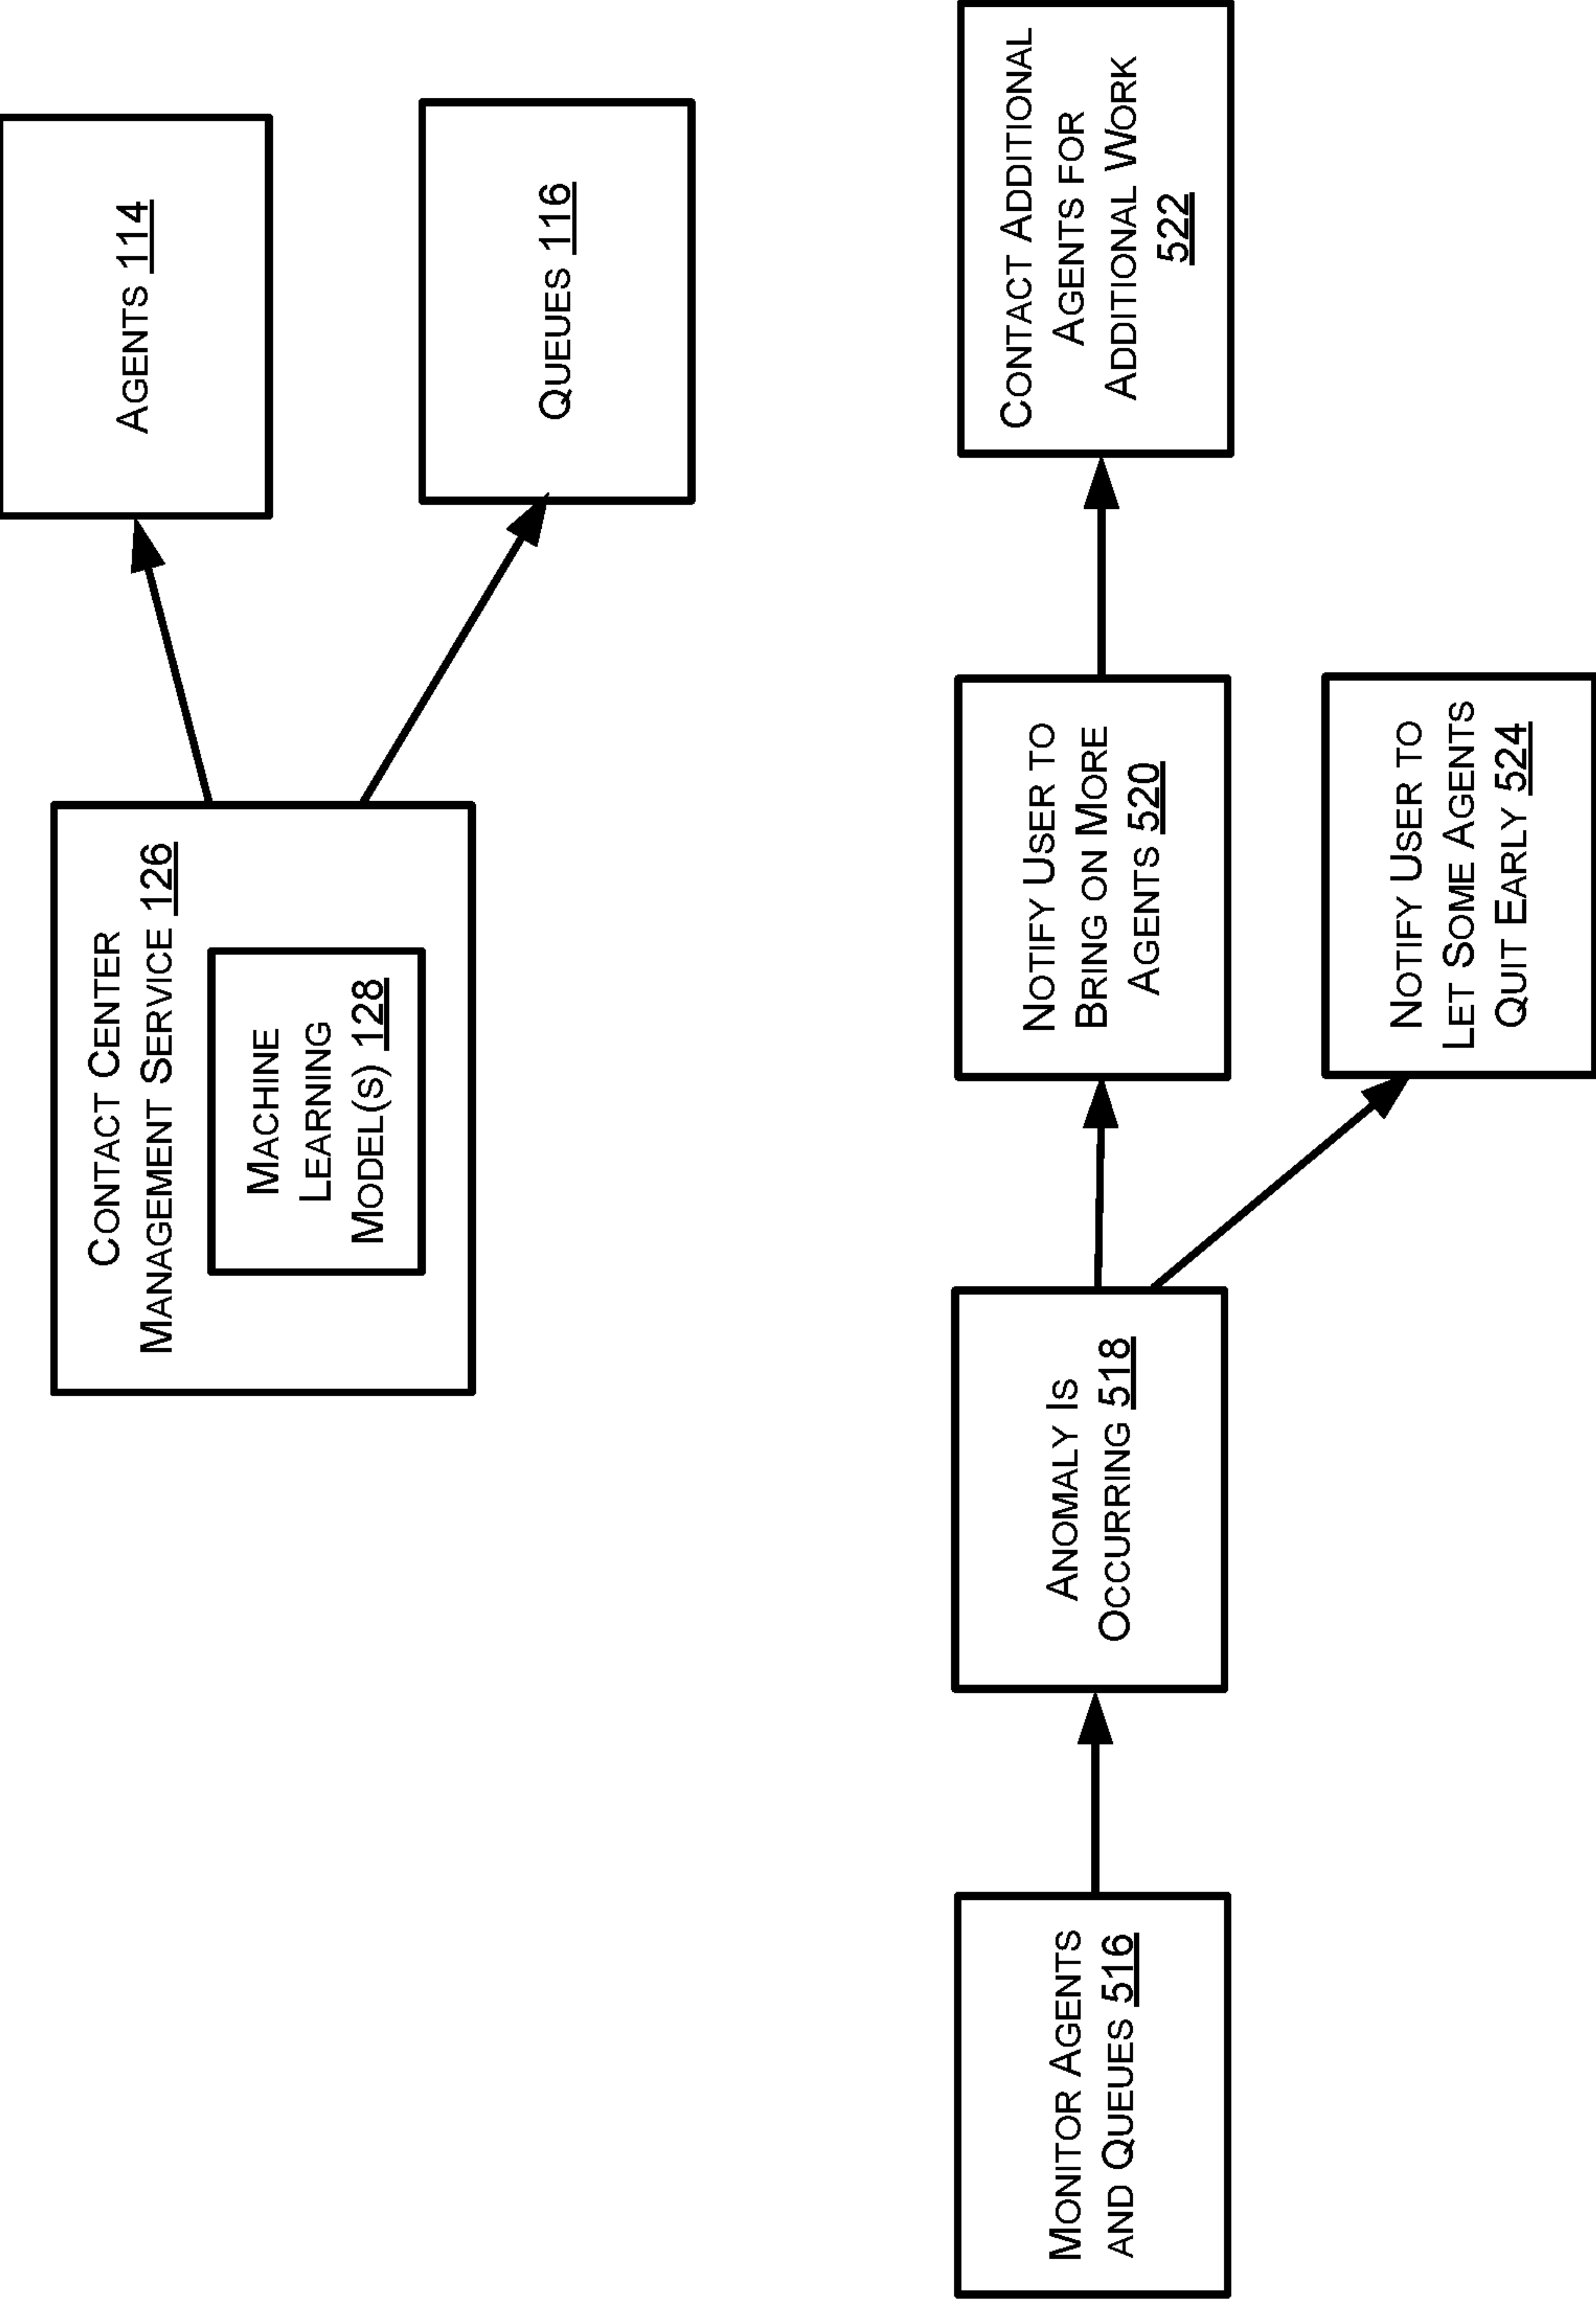 Contact Center
Management Service 126
Machine
Learning
Model(s) 128
Agents 114
Queues 116
Monitor Agents
and Queues 516
Anomaly Is
Occurring 518
Notify User to
Bring on More
Agents 520
Contact Additional
Agents for
Additional Work
522
Notify User to
Let Some Agents
Quit Early 524